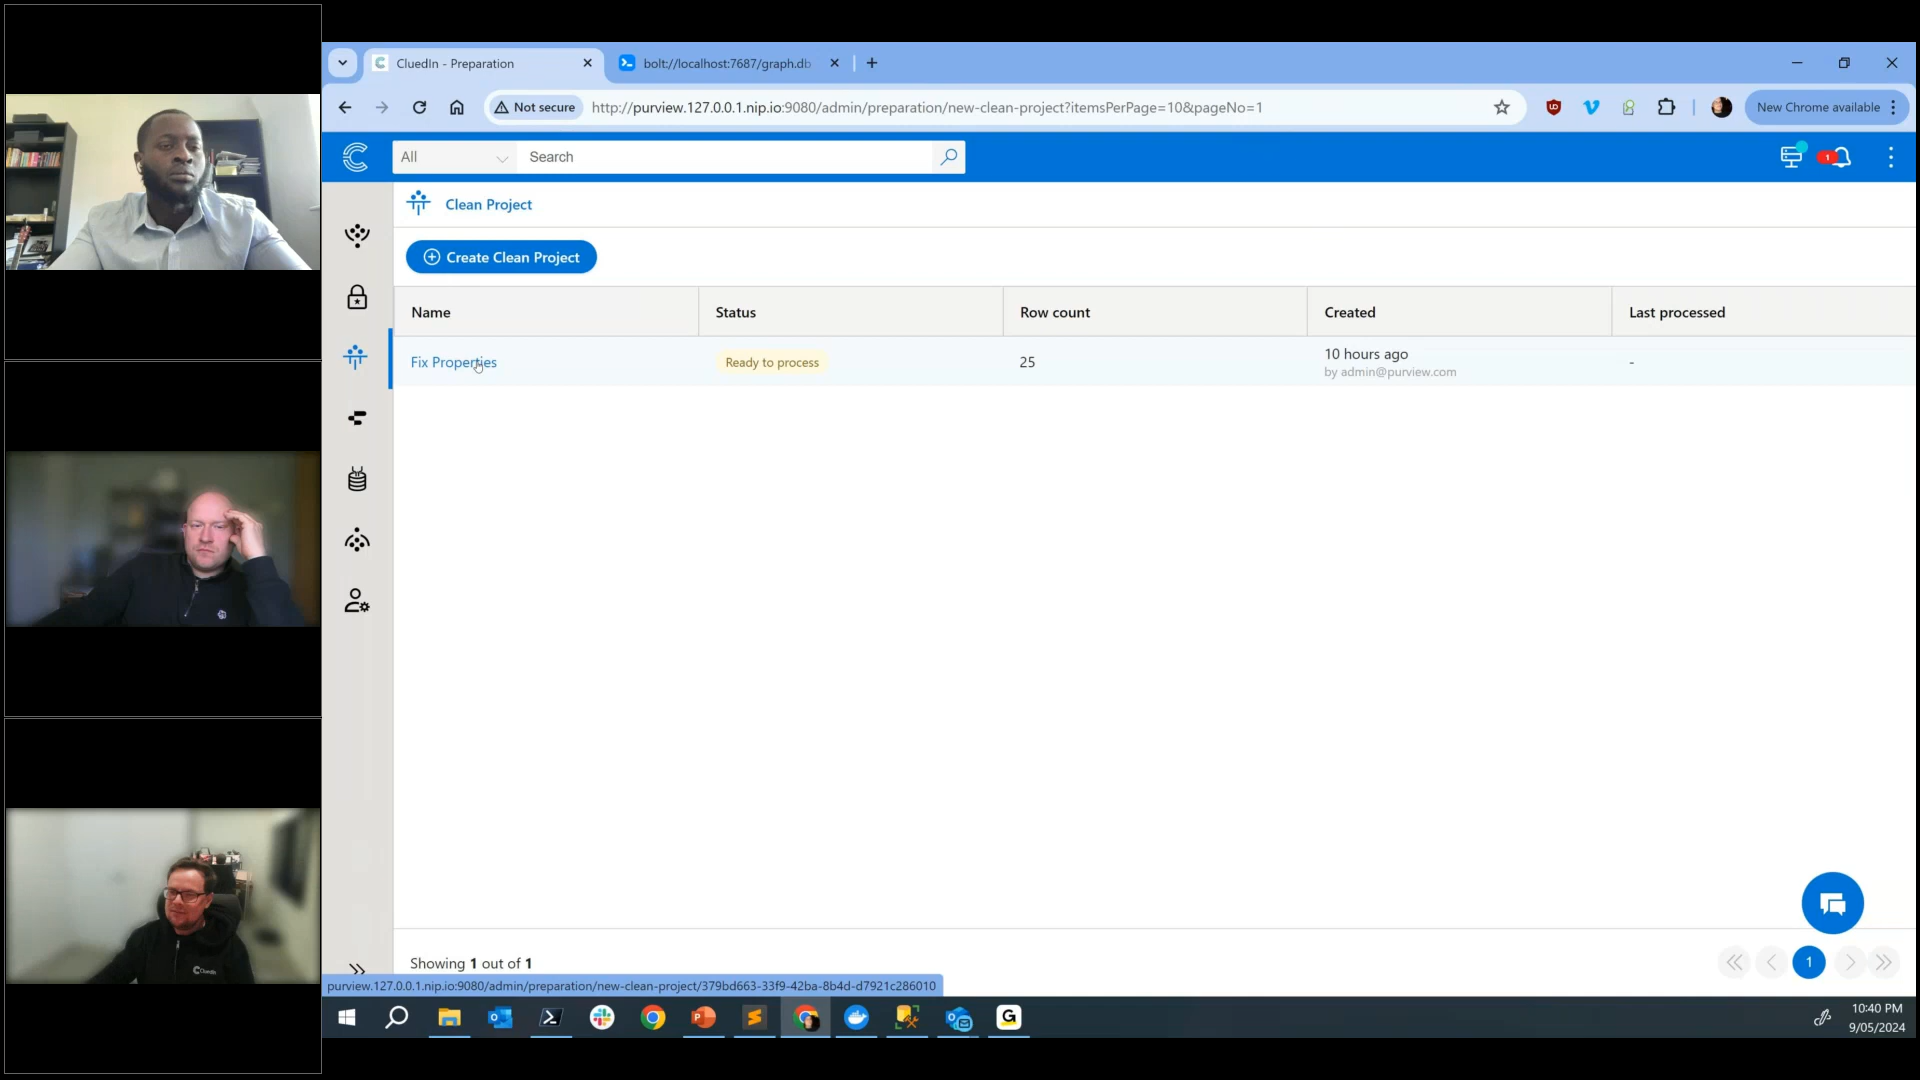 CluedIn - Preparation
bolt://localhost:7687/graph.db
Not secure
http://purview.127.0.0.1.nip.io:9080/admin/preparation/new-clean-project?itemsPerPage=10&pageNo=1
New Chrome available
All
Search
1
Clean Project
Create Clean Project
Name Status Row count Created Last processed
Fix Properties Ready to process 25 10 hours ago -
by admin@purview.com
Showing 1 out of 1
1
purview.127.0.0.1.nip.io:9080/admin/preparation/new-clean-project/379bd663-33f9-42ba-8b4d-d7921c286010
10:40 PM
9/05/2024
CluedIn